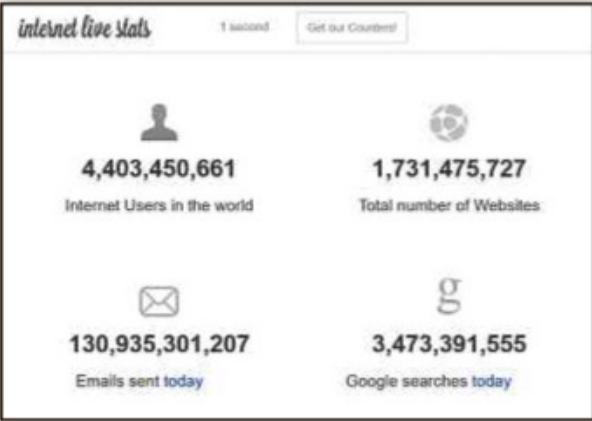 internet live stats 1 second Get our Counters!
4,403,450,661 1,731,475,727
Internet Users in the world Total number of Websites
g
130,935,301,207 3,473,391,555
Emails sent today Google searches today